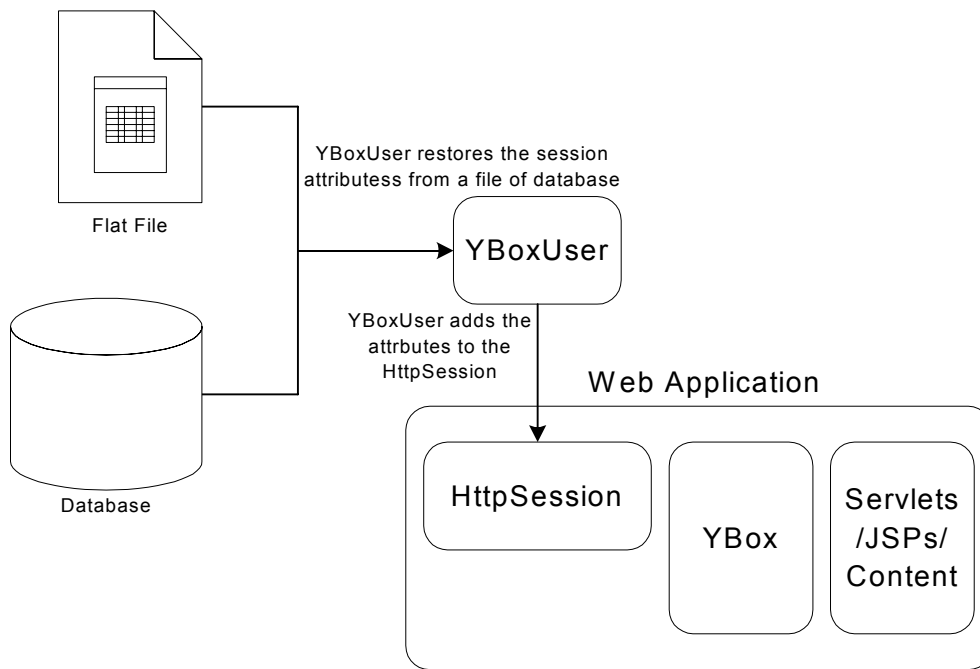 YBoxUser restores the session
attributess from a file of database
Flat File
YBoxUser
YBoxUser adds the
attrbutes to the
HttpSession
Web Application
Database
HttpSession
YBox
Servlets
/JSPs/
Content